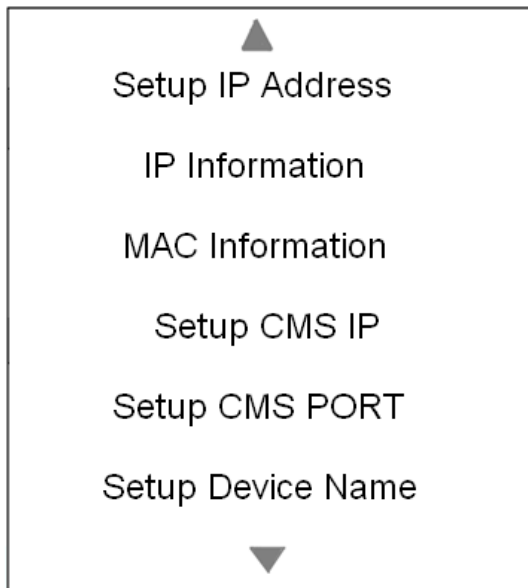 Setup IP Address
IP Information
MAC Information
Setup CMS IP
Setup CMS PORT
Setup Device Name